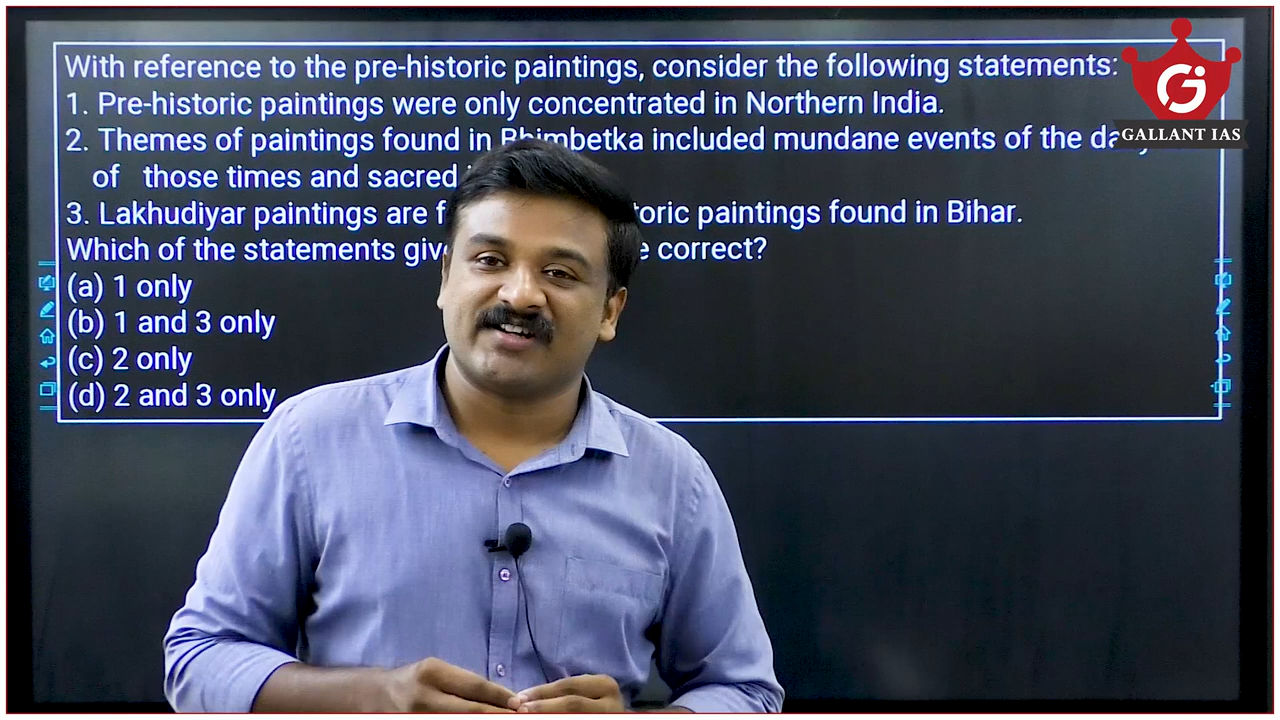 With reference to the pre-historic paintings, consider the following statements:
1. Pre-historic paintings were only concentrated in Northern India.
2. Themes of paintings found in Bhimbetka included mundane events of the
of those times and sacred
3. Lakhudiyar paintings are paintings found in Bihar.
Which of the statements correct?
(a) 1 only
(b) 1 and 3 only
(c) 2 only
(d) 2 and 3 only
G
GALLANT IAS